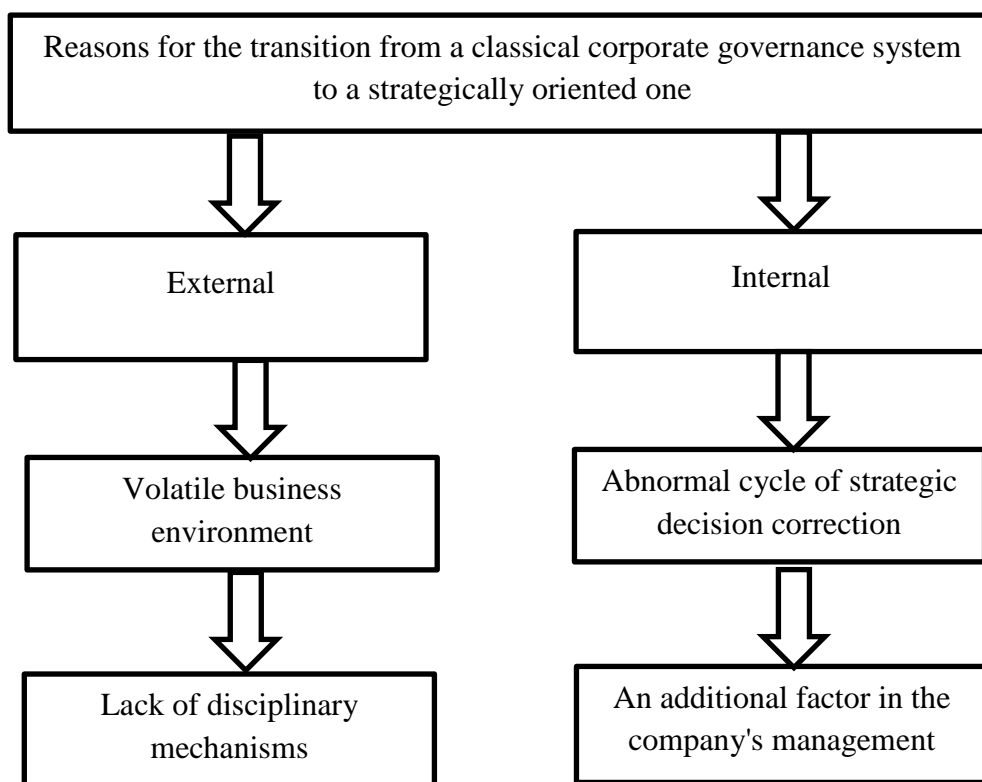 Reasons for the transition from a classical corporate governance system
to a strategically oriented one
External
Internal
Volatile business
environment
Abnormal cycle of strategic
decision correction
Lack of disciplinary
mechanisms
An additional factor in the
company's management